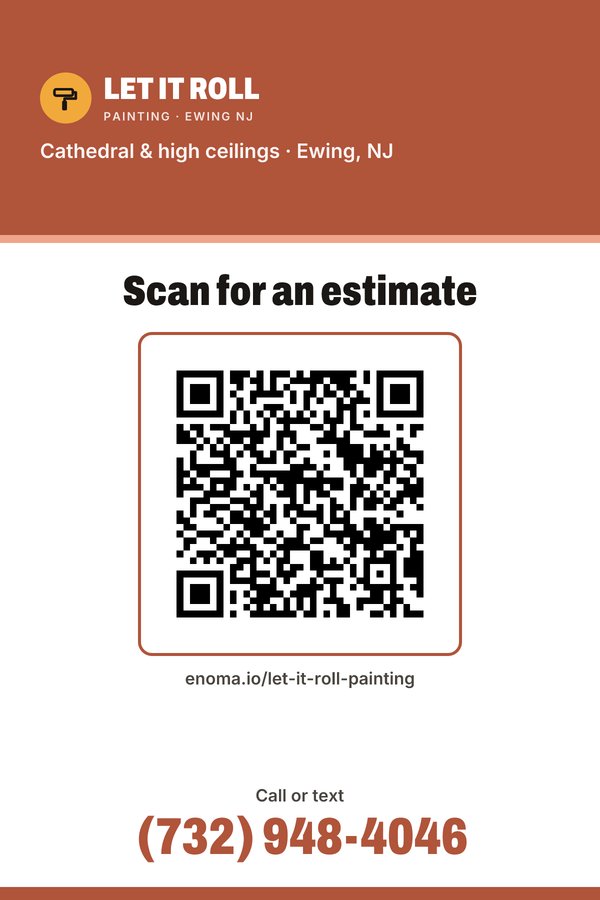 LET IT ROLL
PAINTING · EWING NJ
Cathedral & high ceilings · Ewing, NJ
Scan for an estimate
enoma.io/let-it-roll-painting
Call or text
(732) 948-4046